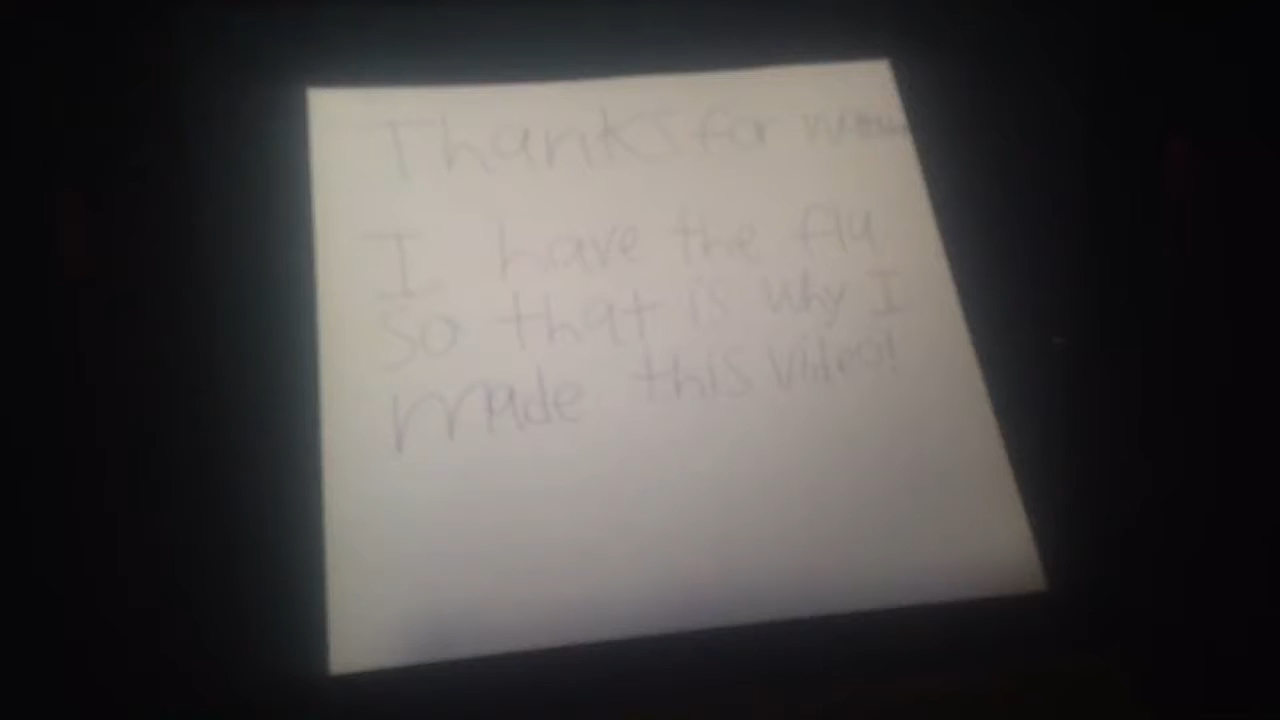 Thanks for
I have the flu
so that is why I
made this video!